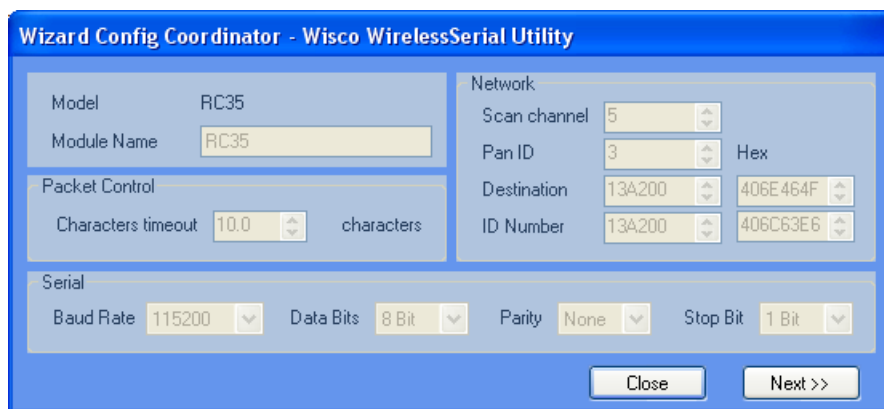 Wizard Config Coordinator - Wisco WirelessSerial Utility
Model RC35
Module Name RC35
Packet Control
Characters timeout 10.0 characters
Network
Scan channel 5
Pan ID 3 Hex
Destination 13A200 406E464F
ID Number 13A200 406C63E6
Serial
Baud Rate 115200 Data Bits 8 Bit Parity None Stop Bit 1 Bit
Close Next >>